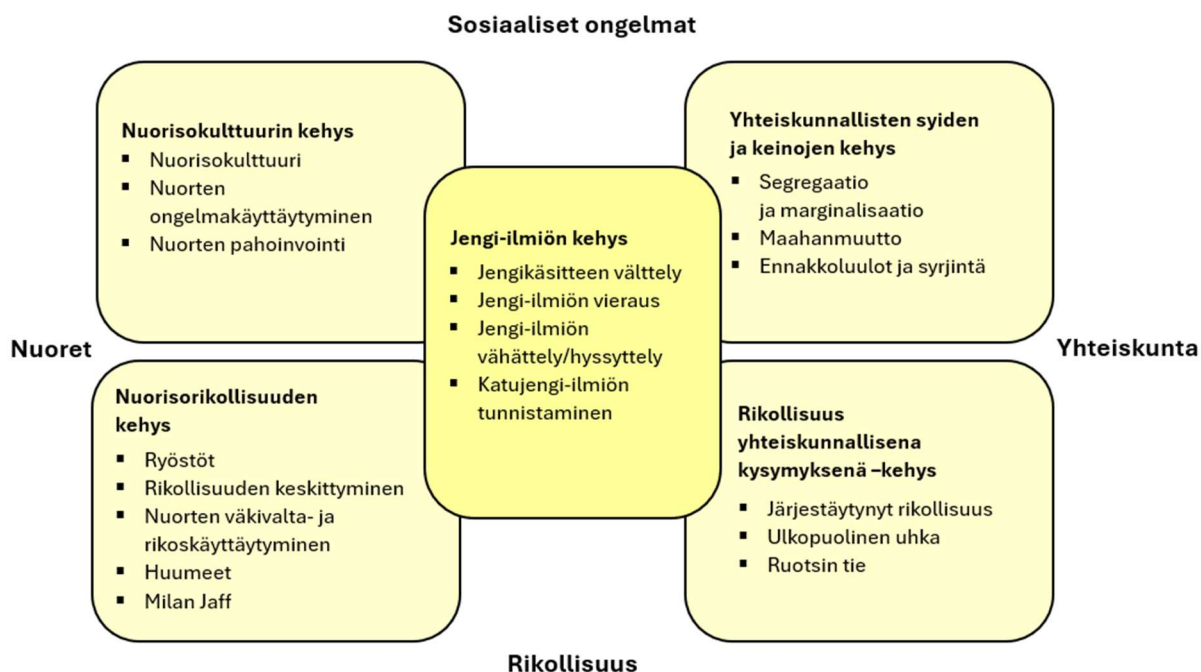 Sosiaaliset ongelmat
Nuorisokulttuurin kehys
▪ Nuorisokulttuuri
▪ Nuorten
ongelmakäyttäytyminen
▪ Nuorten pahoinvointi
Yhteiskunnallisten syiden
ja keinojen kehys
▪ Segregaatio
ja marginalisaatio
▪ Maahanmuutto
▪ Ennakkoluulot ja syrjintä
Jengi-ilmiön kehys
▪ Jengikäsitteen välttely
▪ Jengi-ilmiön vieraus
▪ Jengi-ilmiön
vähättely/hyssyttely
▪ Katujengi-ilmiön
tunnistaminen
Nuoret
Yhteiskunta
Nuorisorikollisuuden
kehys
▪ Ryöstöt
▪ Rikollisuuden keskittyminen
▪ Nuorten väkivalta- ja
rikoskäyttäytyminen
▪ Huumeet
▪ Milan Jaff
Rikollisuus
yhteiskunnallisena
kysymyksenä –kehys
▪ Järjestäytynyt rikollisuus
▪ Ulkopuolinen uhka
▪ Ruotsin tie
Rikollisuus